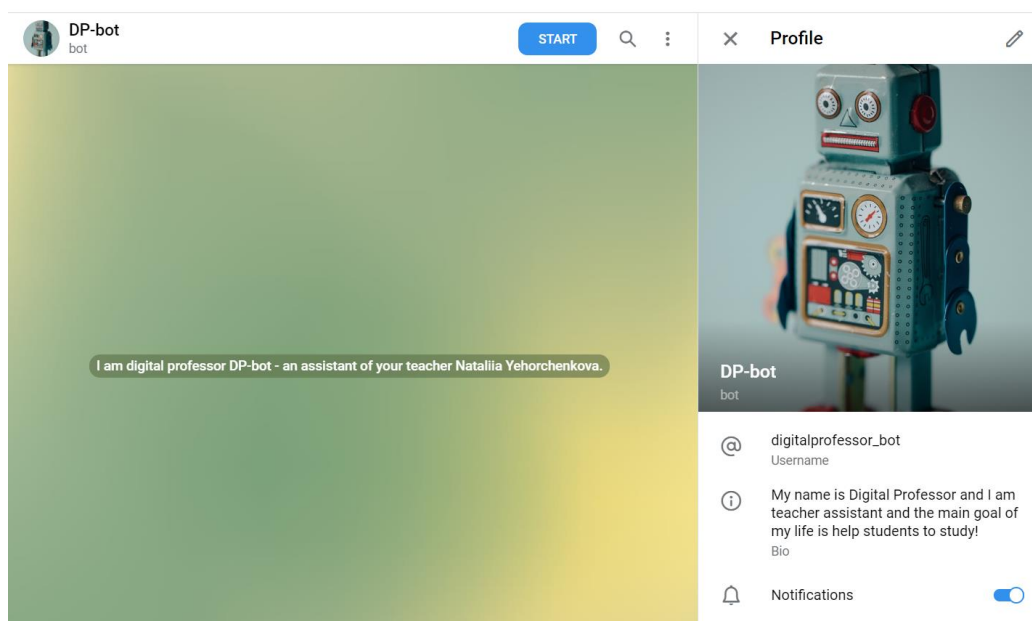 DP-bot
bot
START
I am digital professor DP-bot - an assistant of your teacher Nataliia Yehorchenkova.
Profile
DP-bot
bot
digitalprofessor_bot
Username
My name is Digital Professor and I am
teacher assistant and the main goal of
my life is help students to study!
Bio
Notifications